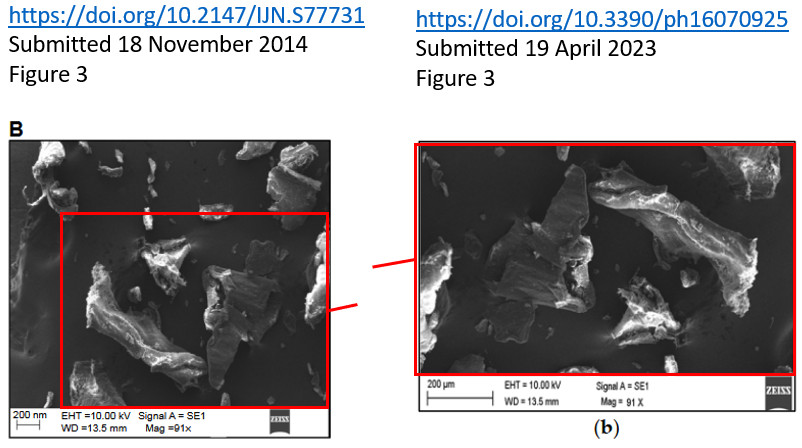 https://doi.org/10.2147/IJN.S77731
Submitted 18 November 2014
Figure 3
B
200 nm
EHT =10.00 kV Signal A = SE1
WD =13.5 mm Mag =91x
ZEISS
https://doi.org/10.3390/ph16070925
Submitted 19 April 2023
Figure 3
200 µm
EHT = 10.00 kV Signal A = SE1
WD = 13.5 mm Mag = 91 X
ZEISS
(b)